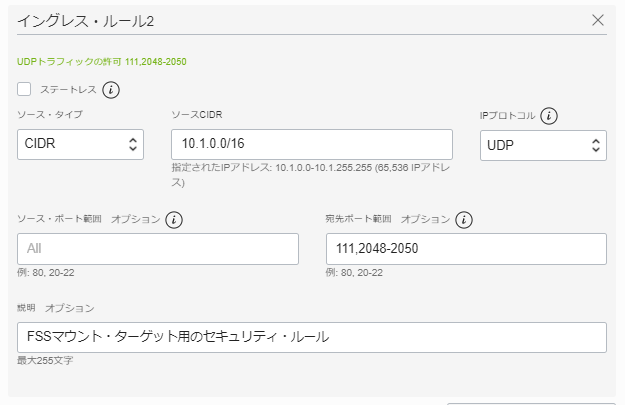 イングレス・ルール2
UDPトラフィックの許可 111,2048-2050
ステートレス i
ソース・タイプ ソースCIDR IPプロトコル i
CIDR 10.1.0.0/16 UDP
指定されたIPアドレス: 10.1.0.0-10.1.255.255 (65,536 IPアドレ
ス)
ソース・ポート範囲 オプション i 宛先ポート範囲 オプション i
All 111,2048-2050
例: 80, 20-22 例: 80, 20-22
説明 オプション
FSSマウント・ターゲット用のセキュリティ・ルール
最大255文字